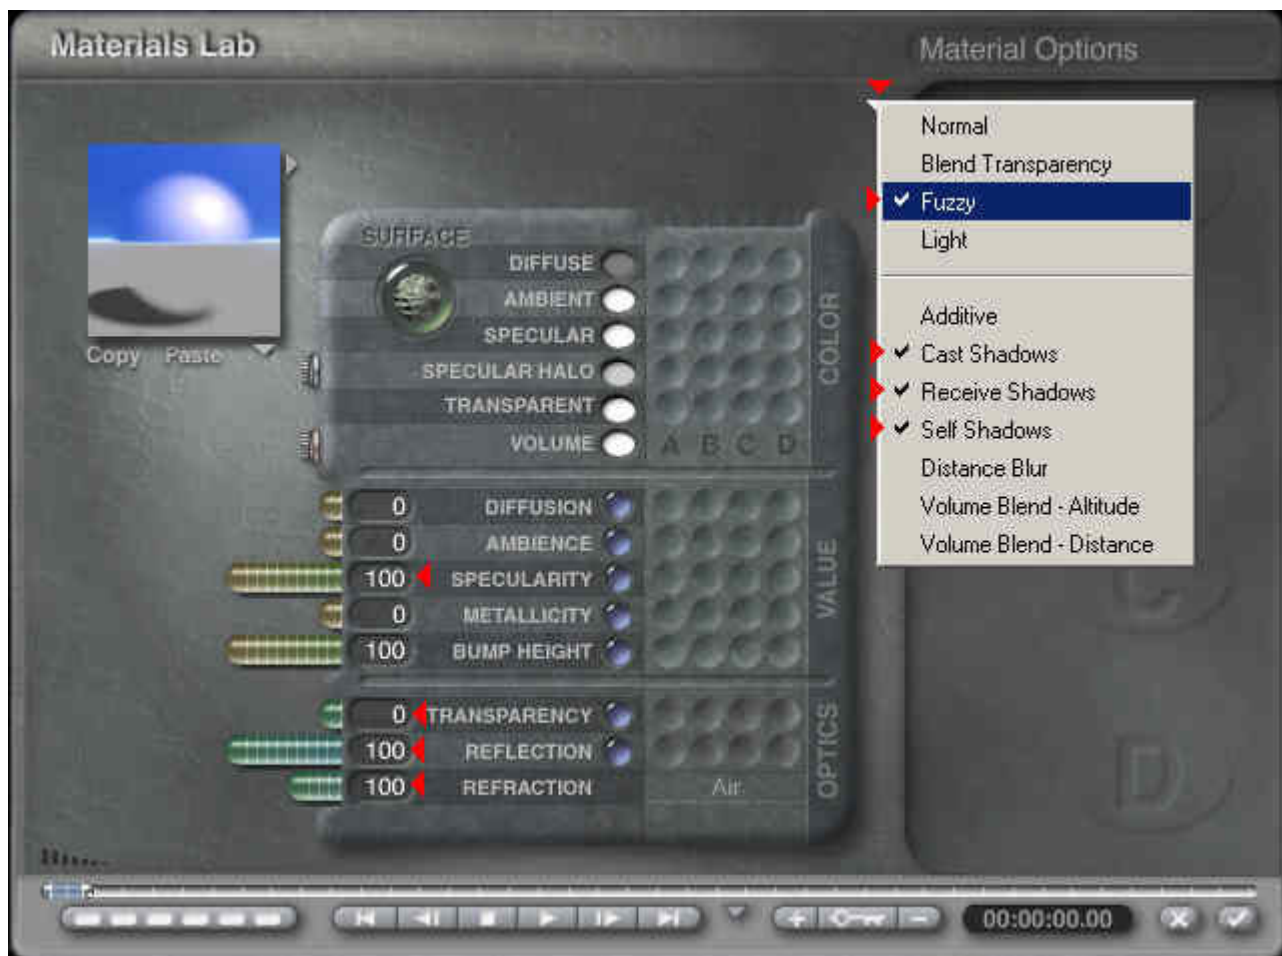 Materials Lab
Material Options
Normal
Blend Transparency
Fuzzy
Light
Additive
Cast Shadows
Receive Shadows
Self Shadows
Distance Blur
Volume Blend - Altitude
Volume Blend - Distance
Copy Paste
SURFACE
DIFFUSE
AMBIENT
SPECULAR
SPECULAR HALO
TRANSPARENT
VOLUME
A B C D
COLOR
0 DIFFUSION
0 AMBIENCE
100 SPECULARITY
0 METALLICITY
100 BUMP HEIGHT
VALUE
0 TRANSPARENCY
100 REFLECTION
100 REFRACTION Air
OPTICS
D
00:00:00.00